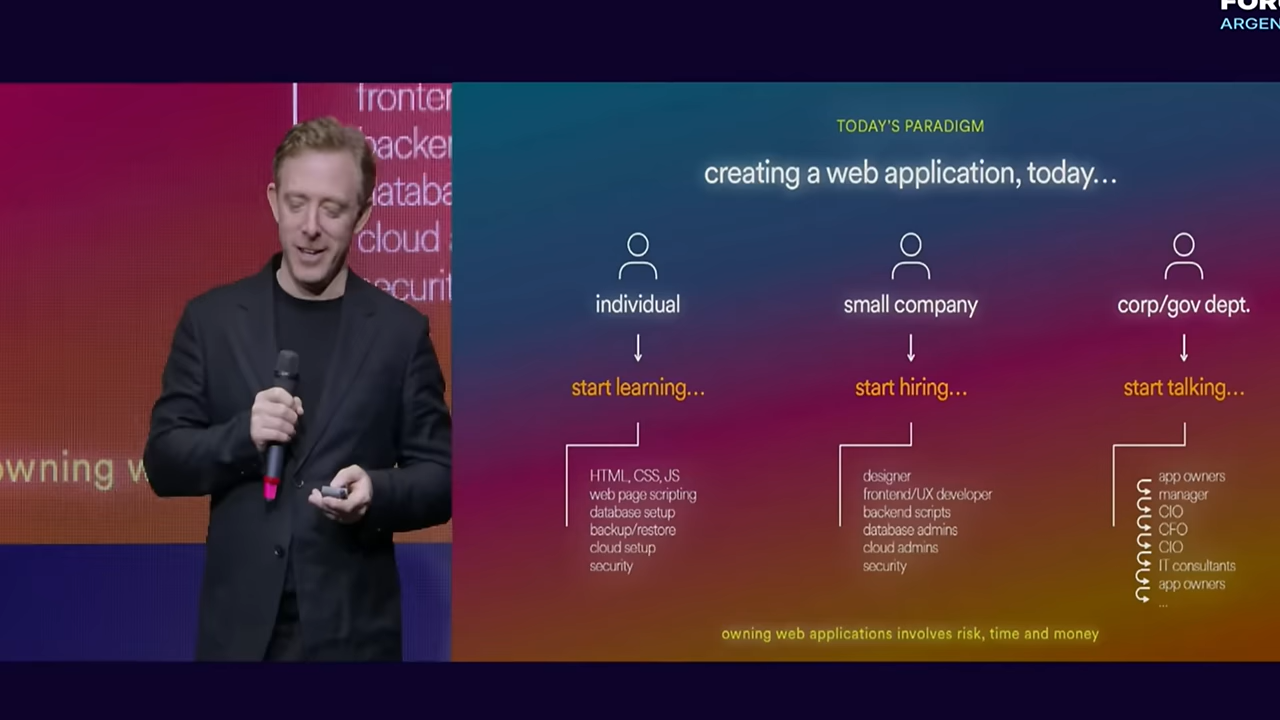 TODAY'S PARADIGM
creating a web application, today...
individual
start learning...
HTML, CSS, JS
web page scripting
database setup
backup/restore
cloud setup
security
small company
start hiring...
designer
frontend/UX developer
backend scripts
database admins
cloud admins
security
corp/gov dept.
start talking...
app owners
manager
CIO
CFO
CIO
IT consultants
app owners
...
owning web applications involves risk, time and money
cloud
owning
ARGEN